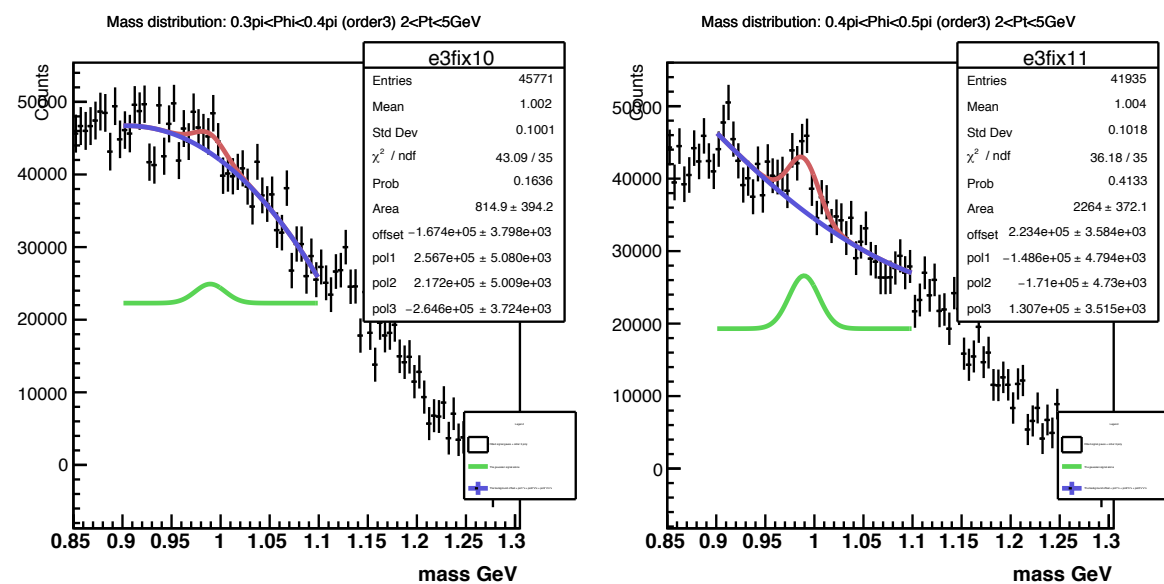 Mass distribution: 0.3pi<Phi<0.4pi (order3) 2<Pt<5GeV
Counts
50000
40000
30000
20000
10000
0
0.85 0.9 0.95 1 1.05 1.1 1.15 1.2 1.25 1.3
mass GeV
e3fix10
Entries 45771
Mean 1.002
Std Dev 0.1001
χ² / ndf 43.09 / 35
Prob 0.1636
Area 814.9 ± 394.2
offset −1.674e+05 ± 3.798e+03
pol1 2.567e+05 ± 5.080e+03
pol2 2.172e+05 ± 5.009e+03
pol3 −2.646e+05 ± 3.724e+03
Mass distribution: 0.4pi<Phi<0.5pi (order3) 2<Pt<5GeV
Counts
50000
40000
30000
20000
10000
0
0.85 0.9 0.95 1 1.05 1.1 1.15 1.2 1.25 1.3
mass GeV
e3fix11
Entries 41935
Mean 1.004
Std Dev 0.1018
χ² / ndf 36.18 / 35
Prob 0.4133
Area 2264 ± 372.1
offset 2.234e+05 ± 3.584e+03
pol1 −1.486e+05 ± 4.794e+03
pol2 −1.71e+05 ± 4.73e+03
pol3 1.307e+05 ± 3.515e+03